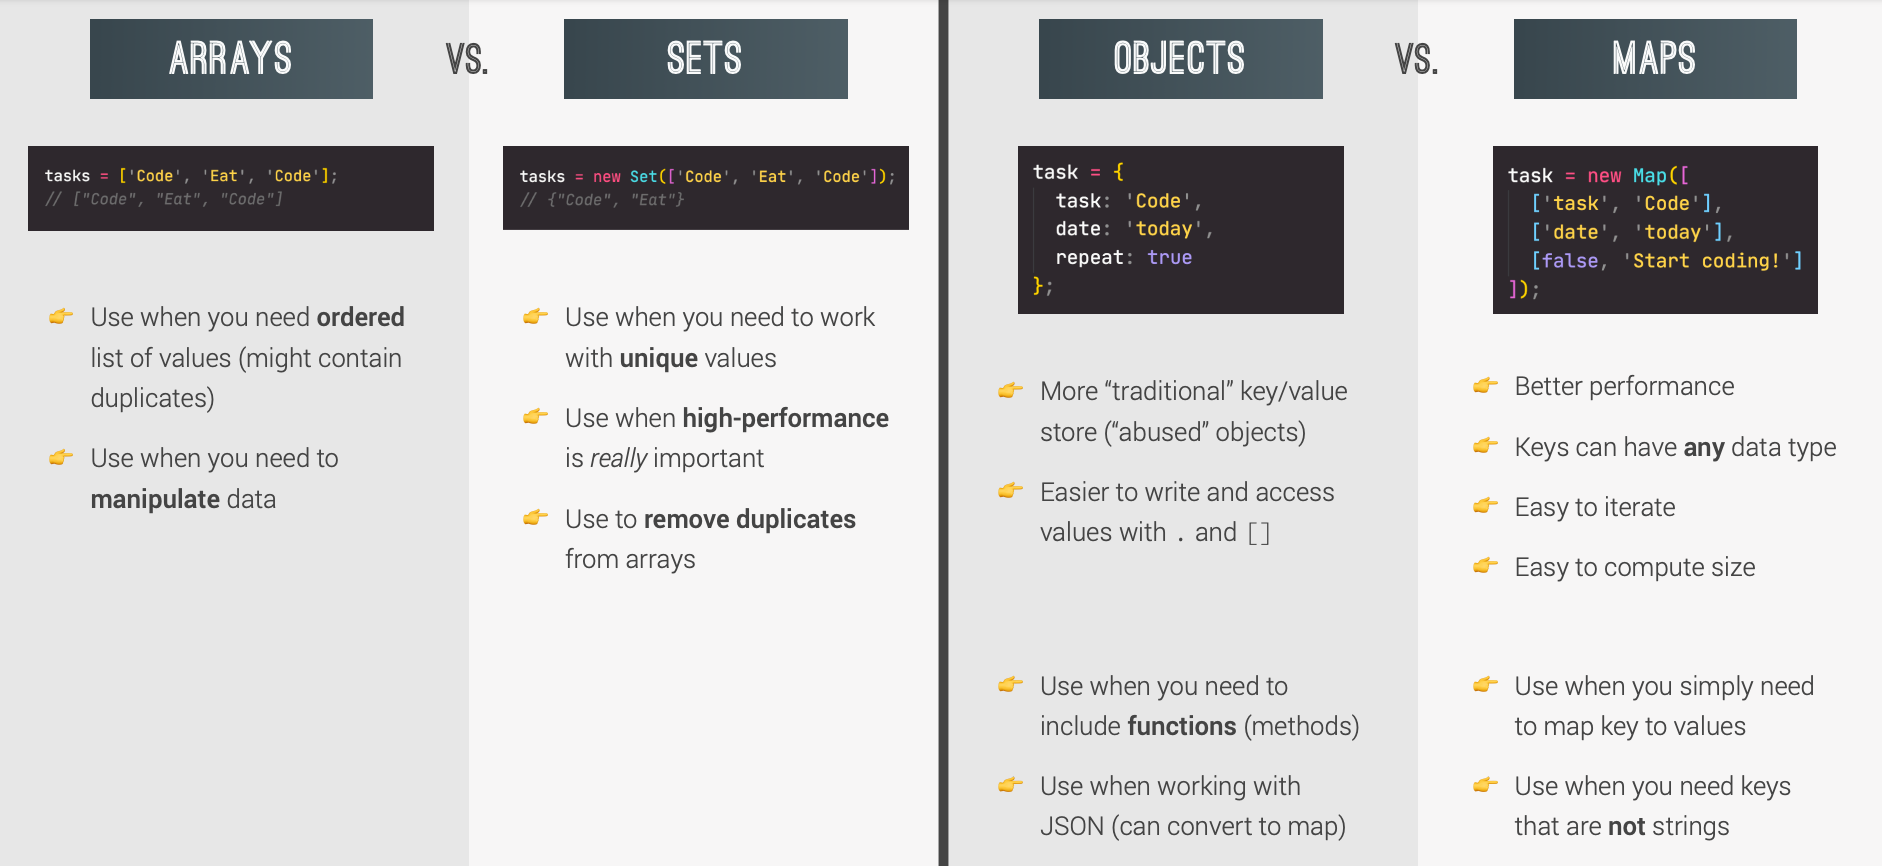 ARRAYS
VS.
SETS
tasks = ['Code', 'Eat', 'Code'];
// ["Code", "Eat", "Code"]
tasks = new Set(['Code', 'Eat', 'Code']);
// {"Code", "Eat"}
Use when you need ordered
list of values (might contain
duplicates)
Use when you need to
manipulate data
Use when you need to work
with unique values
Use when high-performance
is really important
Use to remove duplicates
from arrays
OBJECTS
VS.
MAPS
task = {
task: 'Code',
date: 'today',
repeat: true
};
task = new Map([
['task', 'Code'],
['date', 'today'],
[false, 'Start coding!']
]);
More “traditional” key/value
store (“abused” objects)
Easier to write and access
values with . and []
Use when you need to
include functions (methods)
Use when working with
JSON (can convert to map)
Better performance
Keys can have any data type
Easy to iterate
Easy to compute size
Use when you simply need
to map key to values
Use when you need keys
that are not strings